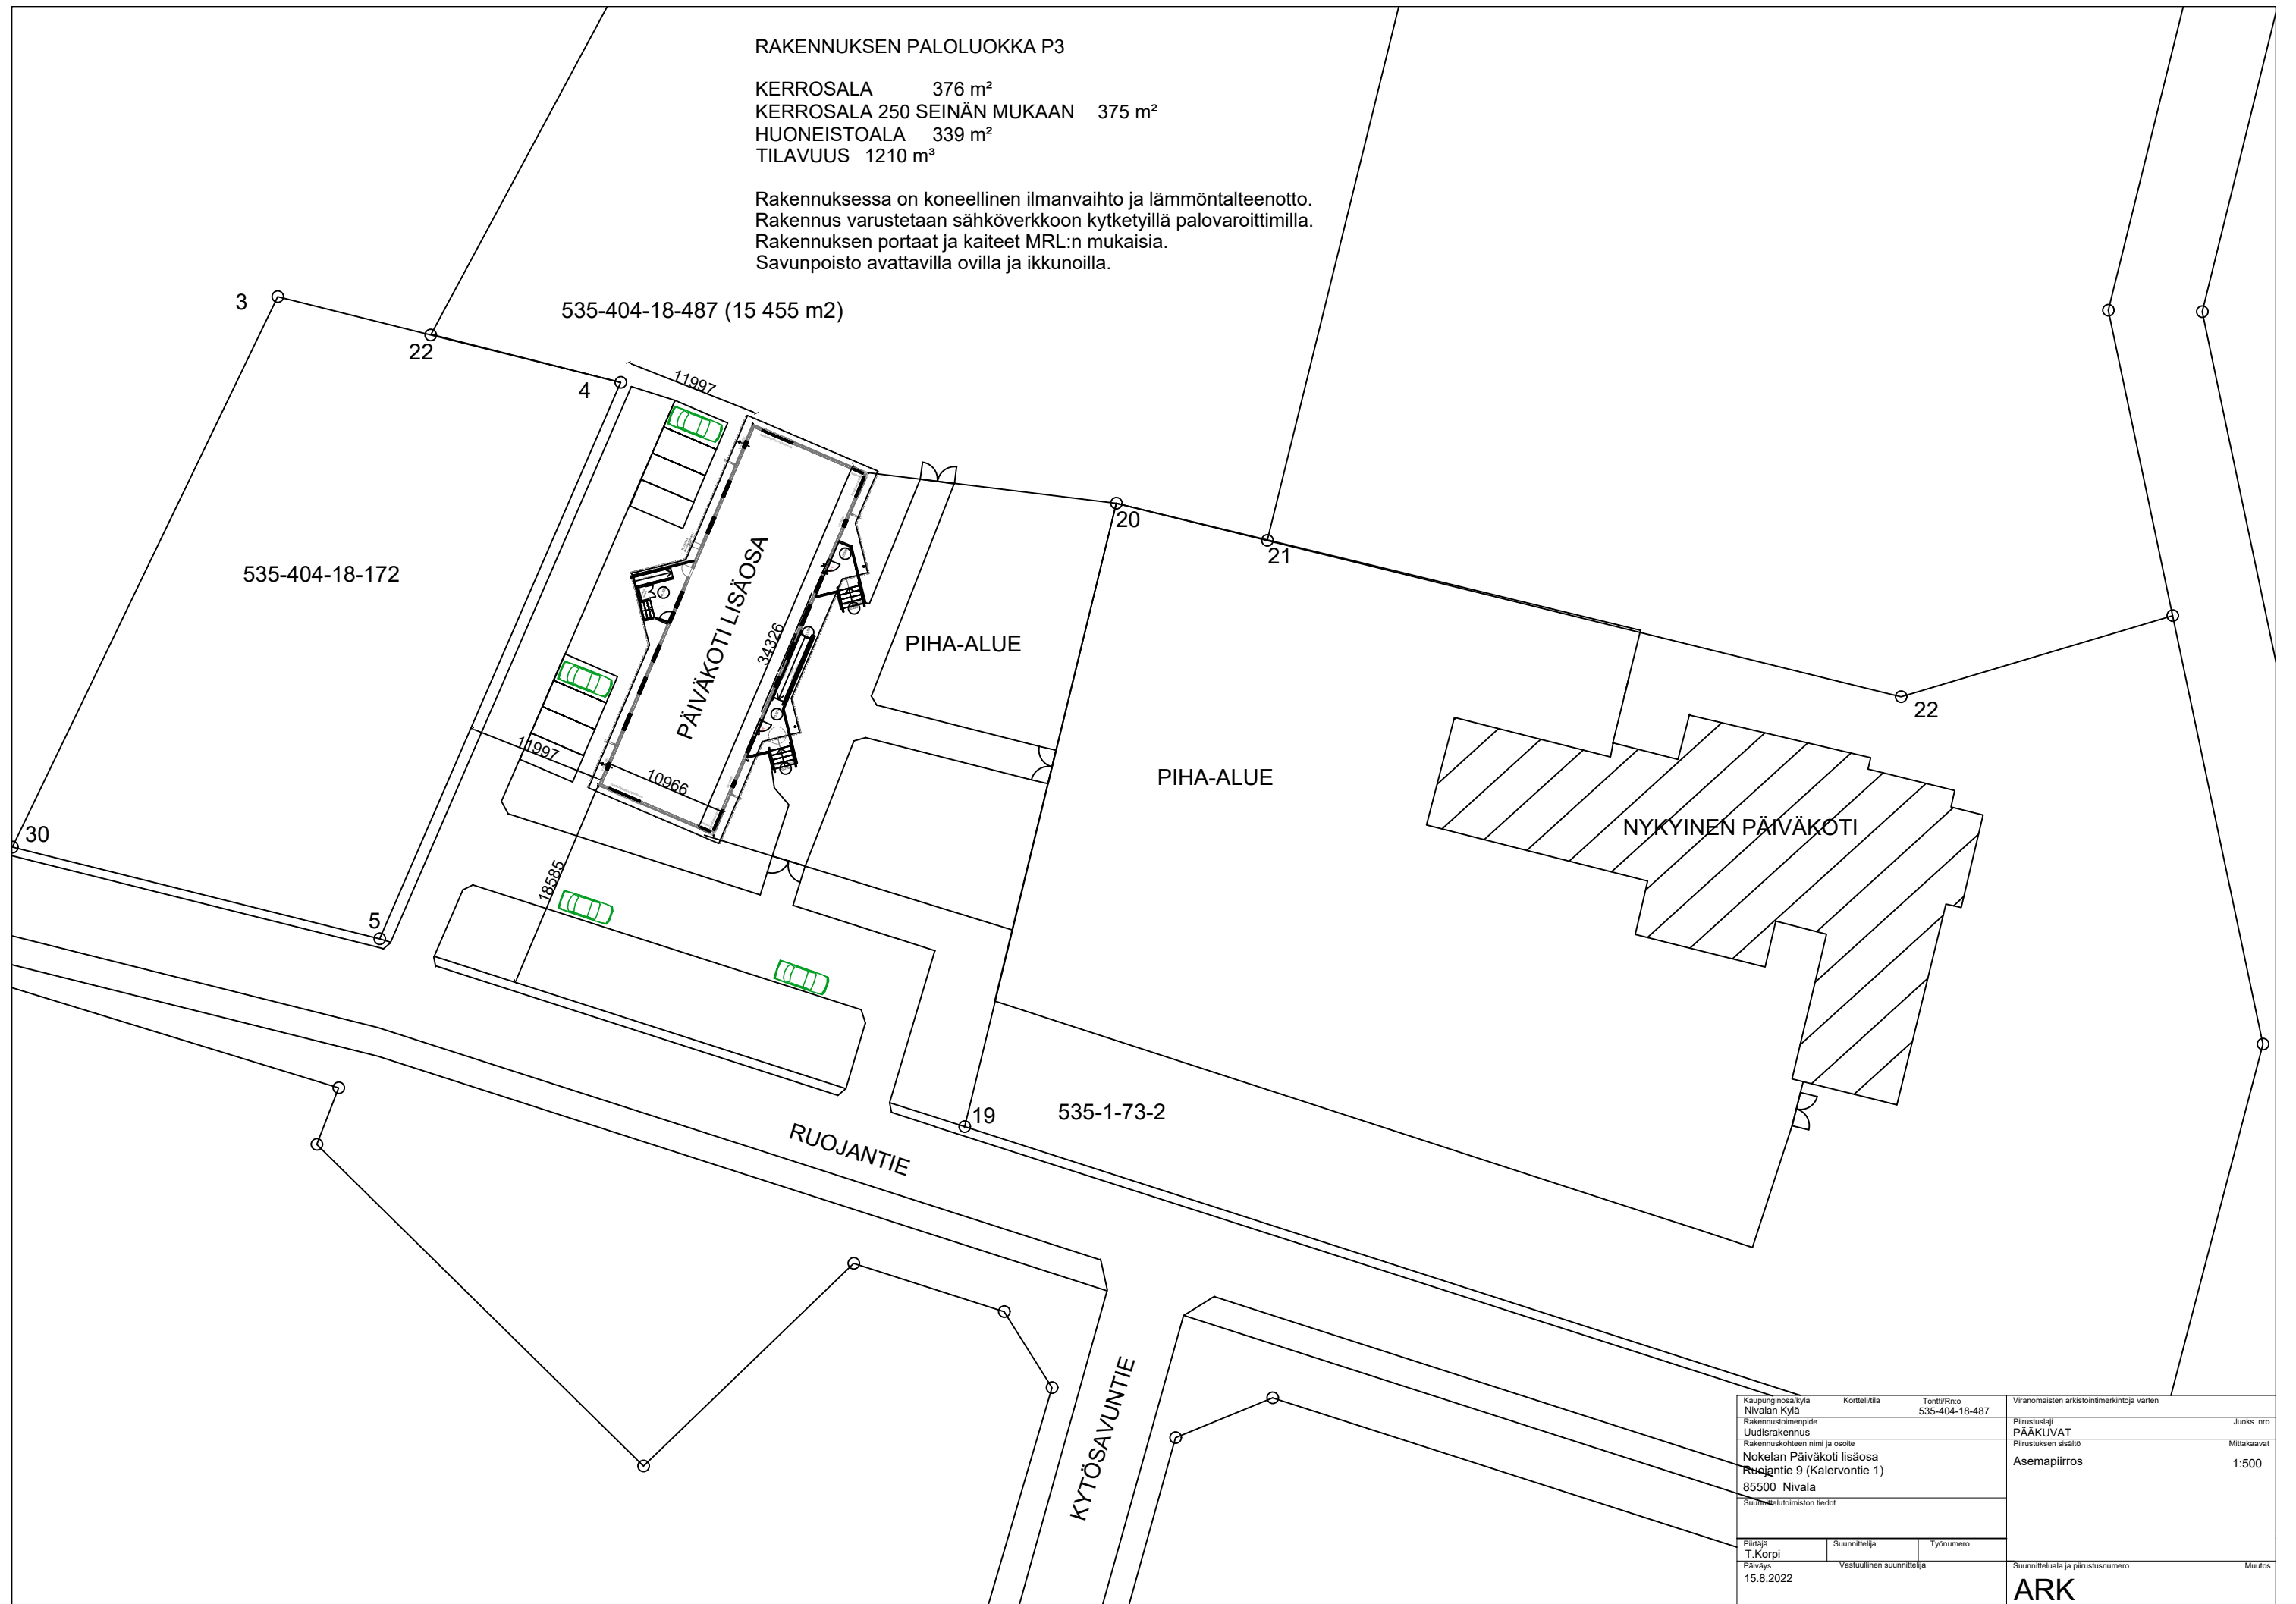 RAKENNUKSEN PALOLUOKKA P3
KERROSALA 376 m²
KERROSALA 250 SEINÄN MUKAAN 375 m²
HUONEISTOALA 339 m²
TILAVUUS 1210 m³
Rakennuksessa on koneellinen ilmanvaihto ja lämmöntalteenotto.
Rakennus varustetaan sähköverkkoon kytketyillä palovaroittimilla.
Rakennuksen portaat ja kaiteet MRL:n mukaisia.
Savunpoisto avattavilla ovilla ja ikkunoilla.
3
535-404-18-487 (15 455 m2)
22
4
11997
20
21
535-404-18-172
PÄIVÄKOTI LISÄOSA
34326
PIHA-ALUE
22
11997
10966
PIHA-ALUE
NYKYINEN PÄIVÄKOTI
30
18585
5
19
535-1-73-2
RUOJANTIE
KYTÖSAVUNTIE
Kaupunginosa/kylä Kortteli/tila Tontti/Rn:o
Nivalan Kylä 535-404-18-487
Viranomaisten arkistointimerkintöjä varten
Rakennustoimenpide
Uudisrakennus
Piirustuslaji Juoks. nro
PÄÄKUVAT
Rakennuskohteen nimi ja osoite
Nokelan Päiväkoti lisäosa
Ruojantie 9 (Kalervontie 1)
85500 Nivala
Piirustuksen sisältö Mittakaavat
Asemapiirros 1:500
Suunnittelutoimiston tiedot
Piirtäjä Suunnittelija Työnumero
T.Korpi
Päiväys Vastuullinen suunnittelija
15.8.2022
Suunnitteluala ja piirustusnumero Muutos
ARK